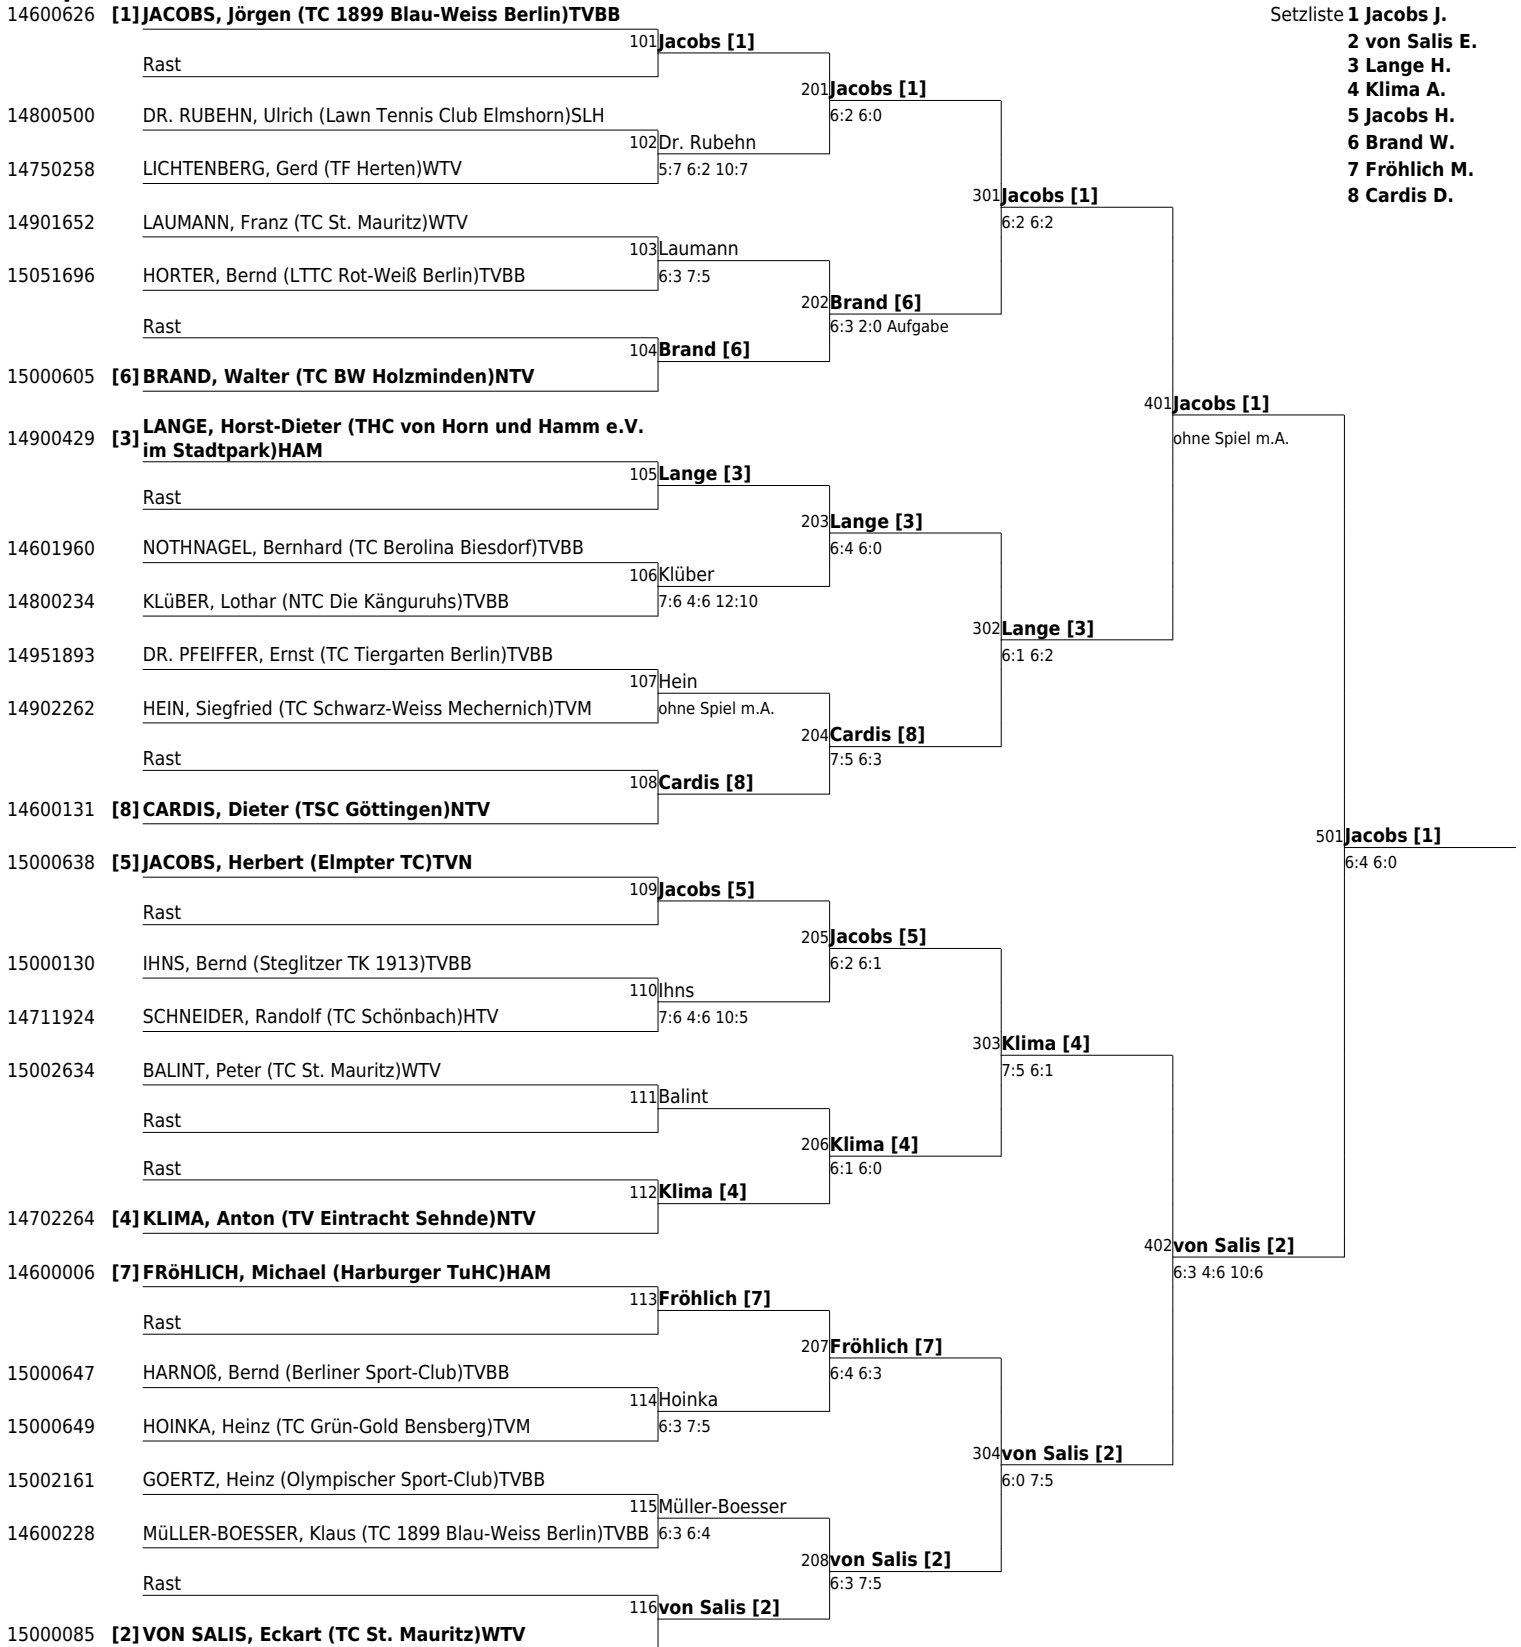 14600626 [1] JACOBS, Jörgen (TC 1899 Blau-Weiss Berlin)TVBB
Setzliste 1 Jacobs J.
2 von Salis E.
3 Lange H.
4 Klima A.
5 Jacobs H.
6 Brand W.
7 Fröhlich M.
8 Cardis D.
101 Jacobs [1]
Rast
201 Jacobs [1]
6:2 6:0
14800500 DR. RUBEHN, Ulrich (Lawn Tennis Club Elmshorn)SLH
102 Dr. Rubehn
5:7 6:2 10:7
14750258 LICHTENBERG, Gerd (TF Herten)WTV
301 Jacobs [1]
6:2 6:2
14901652 LAUMANN, Franz (TC St. Mauritz)WTV
103 Laumann
6:3 7:5
15051696 HORTER, Bernd (LTTC Rot-Weiß Berlin)TVBB
202 Brand [6]
6:3 2:0 Aufgabe
Rast
104 Brand [6]
15000605 [6] BRAND, Walter (TC BW Holzminden)NTV
401 Jacobs [1]
ohne Spiel m.A.
14900429 [3] LANGE, Horst-Dieter (THC von Horn und Hamm e.V.
im Stadtpark)HAM
105 Lange [3]
Rast
203 Lange [3]
6:4 6:0
14601960 NOTHNAGEL, Bernhard (TC Berolina Biesdorf)TVBB
106 Klüber
7:6 4:6 12:10
14800234 KLüBER, Lothar (NTC Die Känguruhs)TVBB
302 Lange [3]
6:1 6:2
14951893 DR. PFEIFFER, Ernst (TC Tiergarten Berlin)TVBB
107 Hein
ohne Spiel m.A.
14902262 HEIN, Siegfried (TC Schwarz-Weiss Mechernich)TVM
204 Cardis [8]
7:5 6:3
Rast
108 Cardis [8]
14600131 [8] CARDIS, Dieter (TSC Göttingen)NTV
501 Jacobs [1]
6:4 6:0
15000638 [5] JACOBS, Herbert (Elmpter TC)TVN
109 Jacobs [5]
Rast
205 Jacobs [5]
6:2 6:1
15000130 IHNS, Bernd (Steglitzer TK 1913)TVBB
110 Ihns
7:6 4:6 10:5
14711924 SCHNEIDER, Randolf (TC Schönbach)HTV
303 Klima [4]
7:5 6:1
15002634 BALINT, Peter (TC St. Mauritz)WTV
111 Balint
Rast
206 Klima [4]
6:1 6:0
Rast
112 Klima [4]
14702264 [4] KLIMA, Anton (TV Eintracht Sehnde)NTV
402 von Salis [2]
6:3 4:6 10:6
14600006 [7] FRöHLICH, Michael (Harburger TuHC)HAM
113 Fröhlich [7]
Rast
207 Fröhlich [7]
6:4 6:3
15000647 HARNOß, Bernd (Berliner Sport-Club)TVBB
114 Hoinka
6:3 7:5
15000649 HOINKA, Heinz (TC Grün-Gold Bensberg)TVM
304 von Salis [2]
6:0 7:5
15002161 GOERTZ, Heinz (Olympischer Sport-Club)TVBB
115 Müller-Boesser
6:3 6:4
14600228 MüLLER-BOESSER, Klaus (TC 1899 Blau-Weiss Berlin)TVBB
208 von Salis [2]
6:3 7:5
Rast
116 von Salis [2]
15000085 [2] VON SALIS, Eckart (TC St. Mauritz)WTV